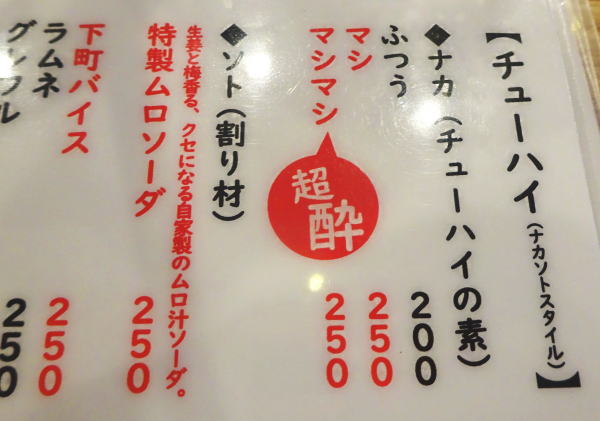 【チューハイ(ナカソトスタイル)】
◆ナカ(チューハイの素)
ふつう 200
マシ 250
マシマシ 250
超酔
◆ソト(割り材)
生姜と梅香る、クセになる自家製のムロ汁ソーダ。
特製ムロソーダ 250
下町バイス 250
ラムネ 250